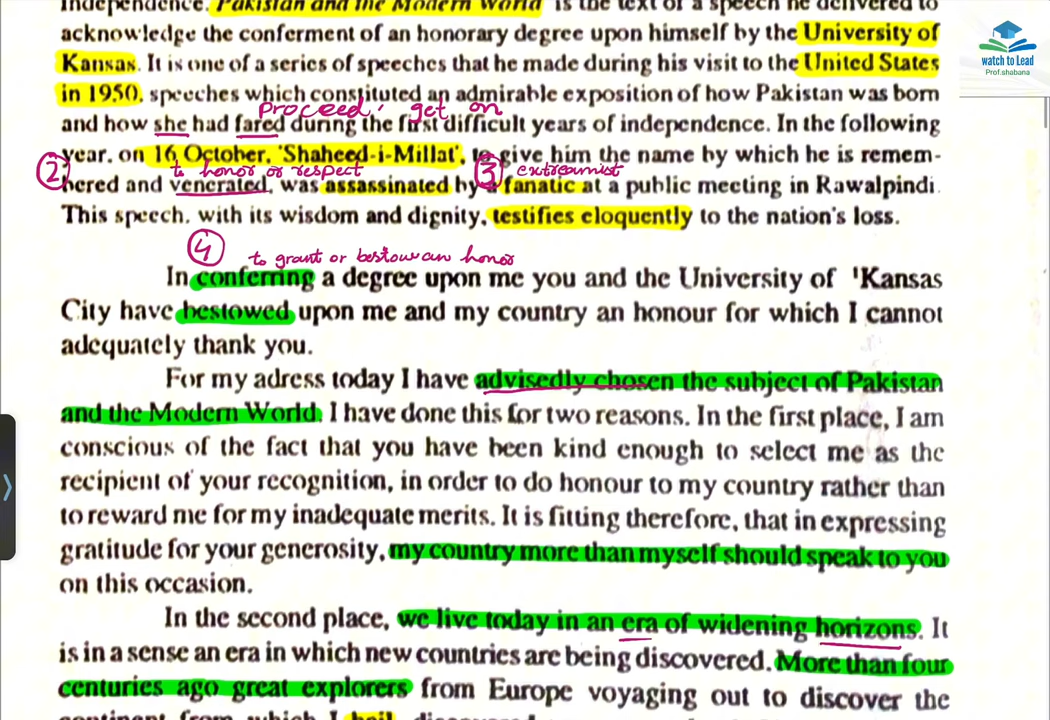 independence. Pakistan and the Modern World is the text of a speech he delivered to
acknowledge the conferment of an honorary degree upon himself by the University of
Kansas. It is one of a series of speeches that he made during his visit to the United States
in 1950, speeches which constituted an admirable exposition of how Pakistan was born
proceed, get on
and how she had fared during the first difficult years of independence. In the following
year, on 16 October, 'Shaheed-i-Millat', to give him the name by which he is remem-
2 to honor or respect 3 extreamist
bered and venerated, was assassinated by a fanatic at a public meeting in Rawalpindi.
This speech, with its wisdom and dignity, testifies eloquently to the nation's loss.
4 to grant or bestow an honor
In conferring a degree upon me you and the University of 'Kansas
City have bestowed upon me and my country an honour for which I cannot
adequately thank you.
For my adress today I have advisedly chosen the subject of Pakistan
and the Modern World. I have done this for two reasons. In the first place, I am
conscious of the fact that you have been kind enough to select me as the
recipient of your recognition, in order to do honour to my country rather than
to reward me for my inadequate merits. It is fitting therefore, that in expressing
gratitude for your generosity, my country more than myself should speak to you
on this occasion.
In the second place, we live today in an era of widening horizons. It
is in a sense an era in which new countries are being discovered. More than four
centuries ago great explorers from Europe voyaging out to discover the
continent from which I hail, discovered
watch to Lead
Prof.shabana